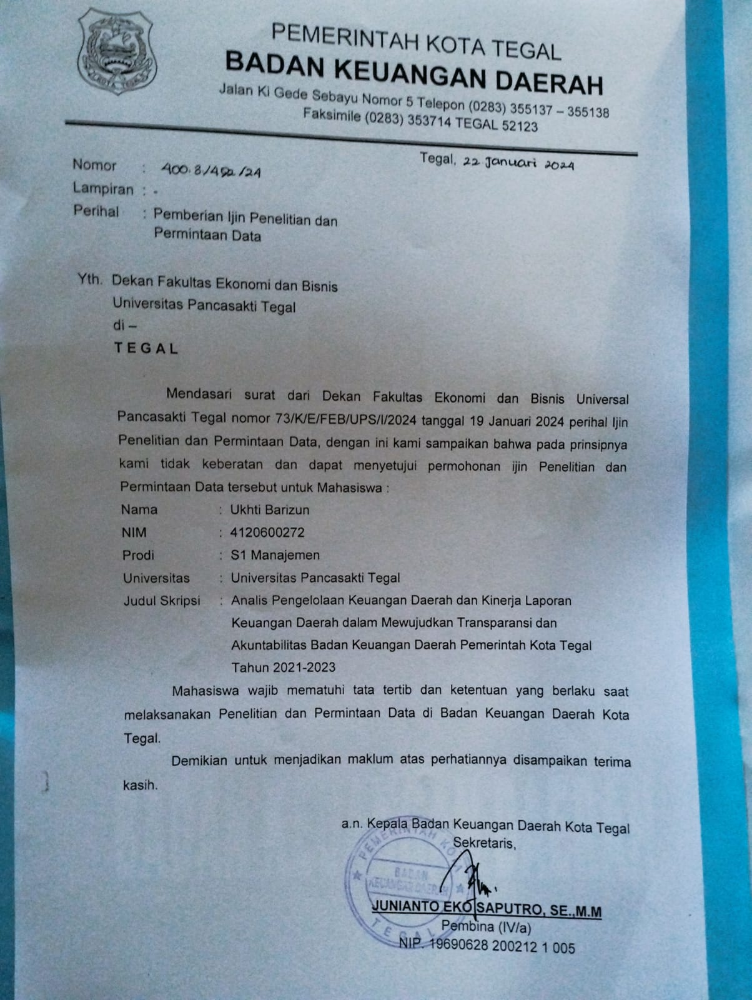 PEMERINTAH KOTA TEGAL
BADAN KEUANGAN DAERAH
Jalan Ki Gede Sebayu Nomor 5 Telepon (0283) 355137 – 355138
Faksimile (0283) 353714 TEGAL 52123
KOTA TEGAL
Tegal, 22 Januari 2024
Nomor : 400.8/492/24
Lampiran : -
Perihal : Pemberian Ijin Penelitian dan
Permintaan Data
Yth. Dekan Fakultas Ekonomi dan Bisnis
Universitas Pancasakti Tegal
di –
T E G A L
Mendasari surat dari Dekan Fakultas Ekonomi dan Bisnis Universal
Pancasakti Tegal nomor 73/K/E/FEB/UPS/I/2024 tanggal 19 Januari 2024 perihal Ijin
Penelitian dan Permintaan Data, dengan ini kami sampaikan bahwa pada prinsipnya
kami tidak keberatan dan dapat menyetujui permohonan ijin Penelitian dan
Permintaan Data tersebut untuk Mahasiswa :
Nama : Ukhti Barizun
NIM : 4120600272
Prodi : S1 Manajemen
Universitas : Universitas Pancasakti Tegal
Judul Skripsi : Analis Pengelolaan Keuangan Daerah dan Kinerja Laporan
Keuangan Daerah dalam Mewujudkan Transparansi dan
Akuntabilitas Badan Keuangan Daerah Pemerintah Kota Tegal
Tahun 2021-2023
Mahasiswa wajib mematuhi tata tertib dan ketentuan yang berlaku saat
melaksanakan Penelitian dan Permintaan Data di Badan Keuangan Daerah Kota
Tegal.
Demikian untuk menjadikan maklum atas perhatiannya disampaikan terima
kasih.
a.n. Kepala Badan Keuangan Daerah Kota Tegal
Sekretaris,
PEMERINTAH KOTA
BADAN
KEUANGAN DAERAH
TEGAL
JUNIANTO EKO SAPUTRO, SE.,M.M
Pembina (IV/a)
NIP. 19690628 200212 1 005